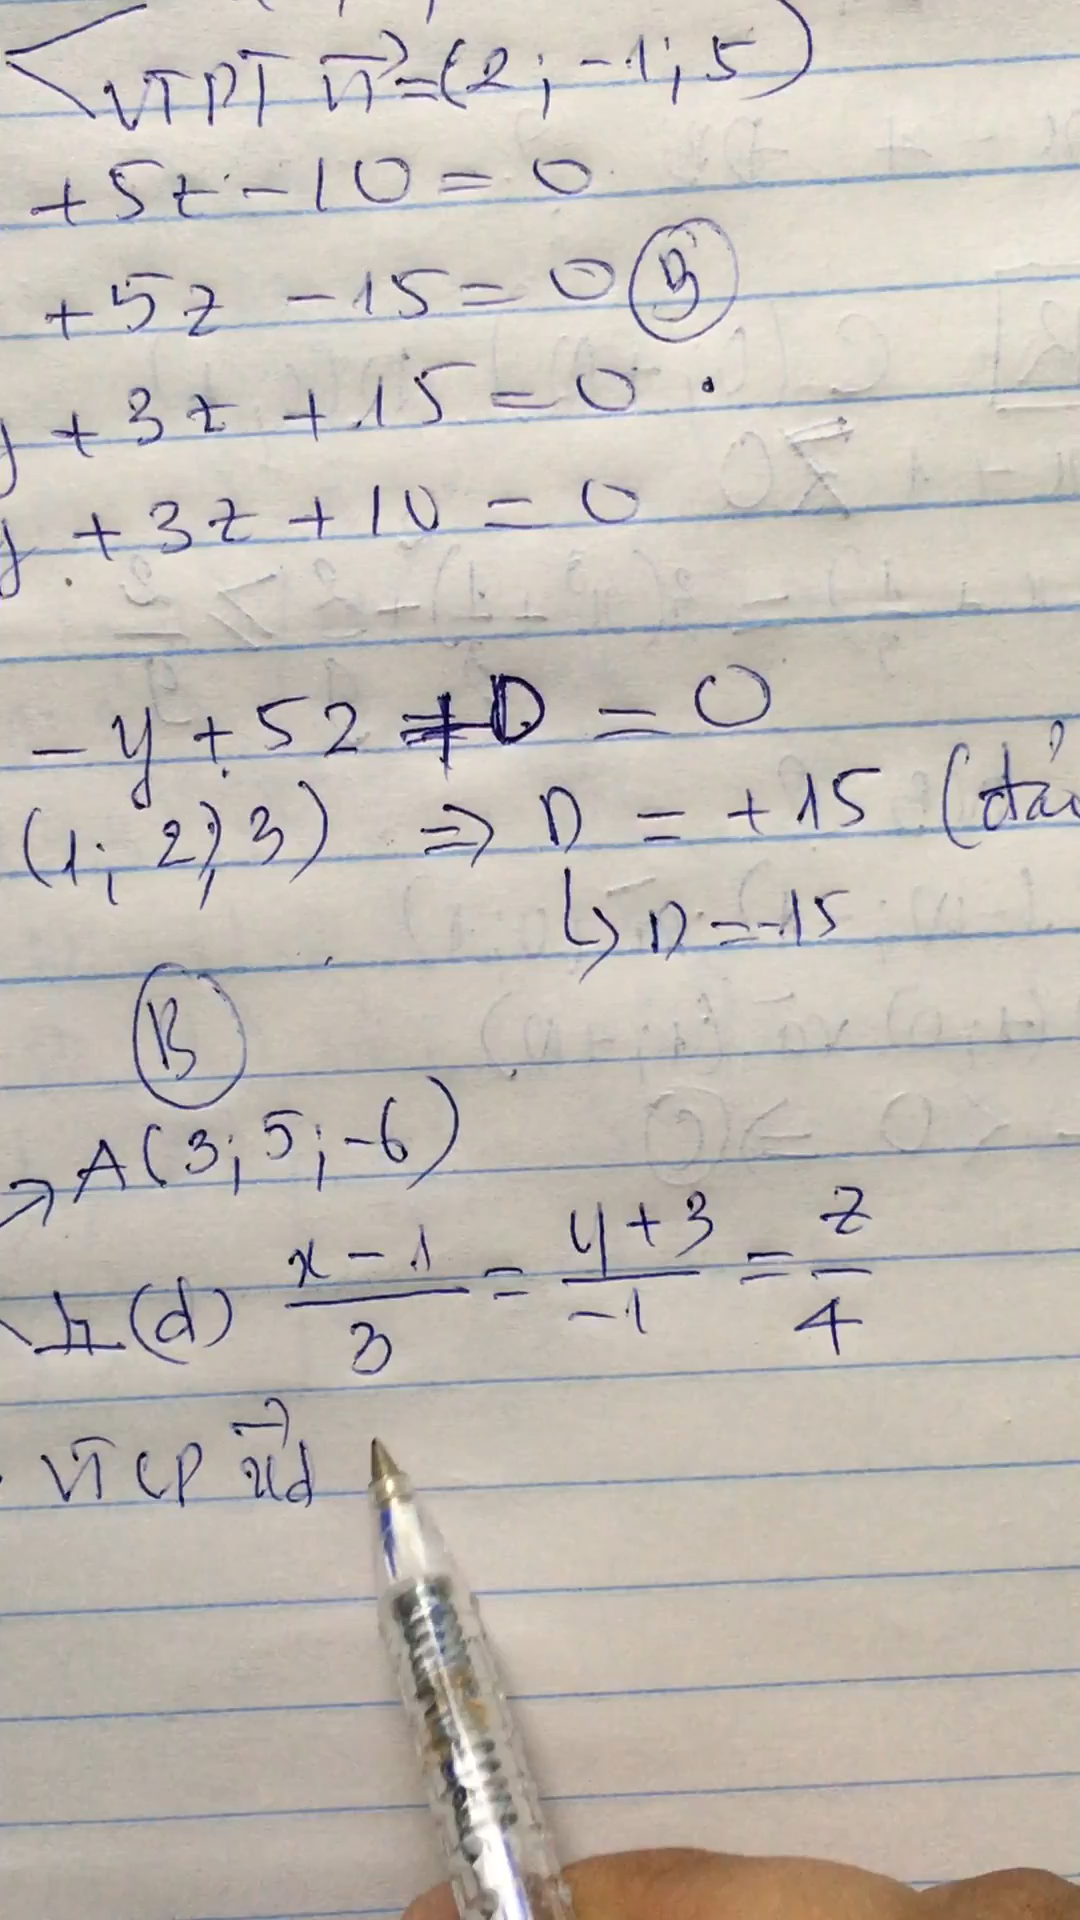 VTPT n⃗ = (2; -1; 5)
+5z - 10 = 0
+5z - 15 = 0 (B)
y + 3z + 15 = 0
y + 3z + 10 = 0
- y + 5z + D = 0
(1; 2; 3) => D = +15 (đả
↳ D = -15
(B)
→ A(3; 5; -6)
⊥ (d) x - 1 / 3 = y + 3 / -1 = z / 4
VTCP u⃗d